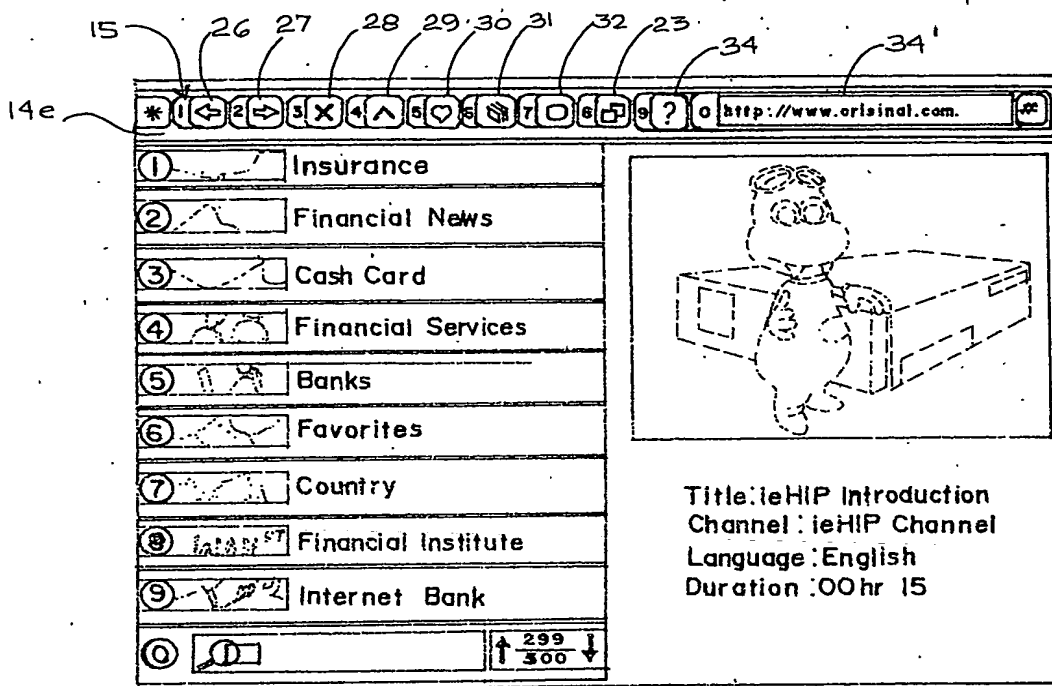 15 26 27 28 29 30 31 32 23 34 34'
14e
* 1 2 3 X 4 5 6 7 8 9 ? 0 http://www.orisinal.com. #
1 Insurance
2 Financial News
3 Cash Card
4 Financial Services
5 Banks
6 Favorites
7 Country
8 Financial Institute
9 Internet Bank
0 299
300
Title:ieHIP Introduction
Channel : ieHIP Channel
Language :English
Duration :00 hr 15